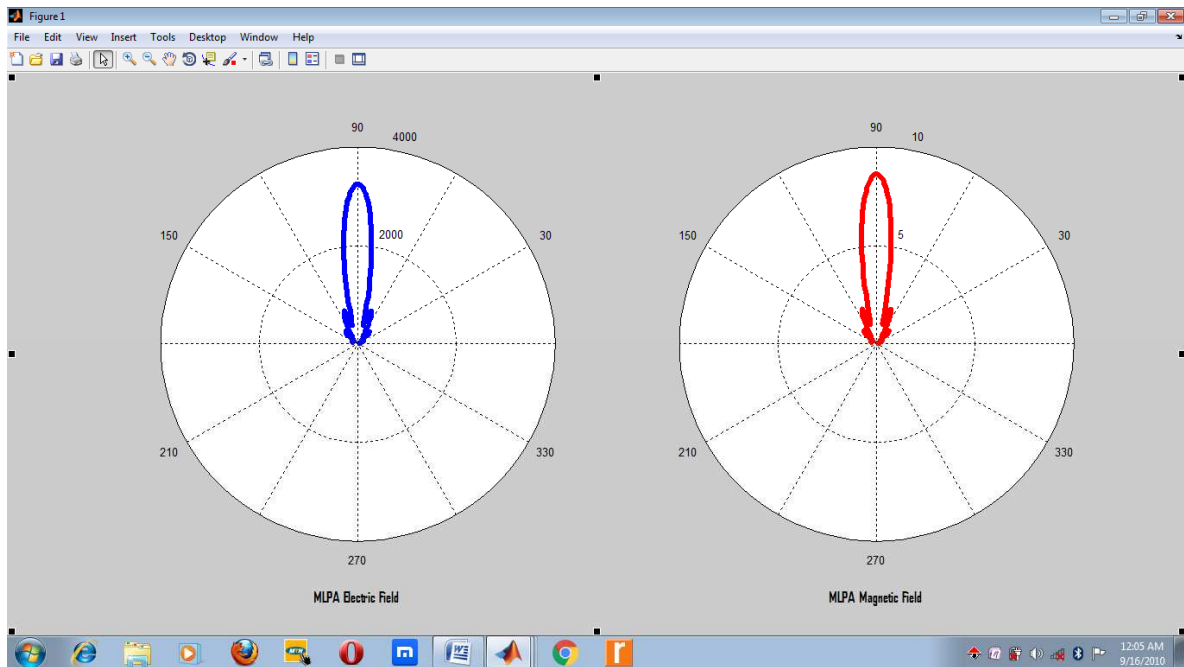 Figure 1
File Edit View Insert Tools Desktop Window Help
90 4000
150 2000 30
210 330
270
MLPA Electric Field
90 10
150 5 30
210 330
270
MLPA Magnetic Field
12:05 AM
9/16/2010